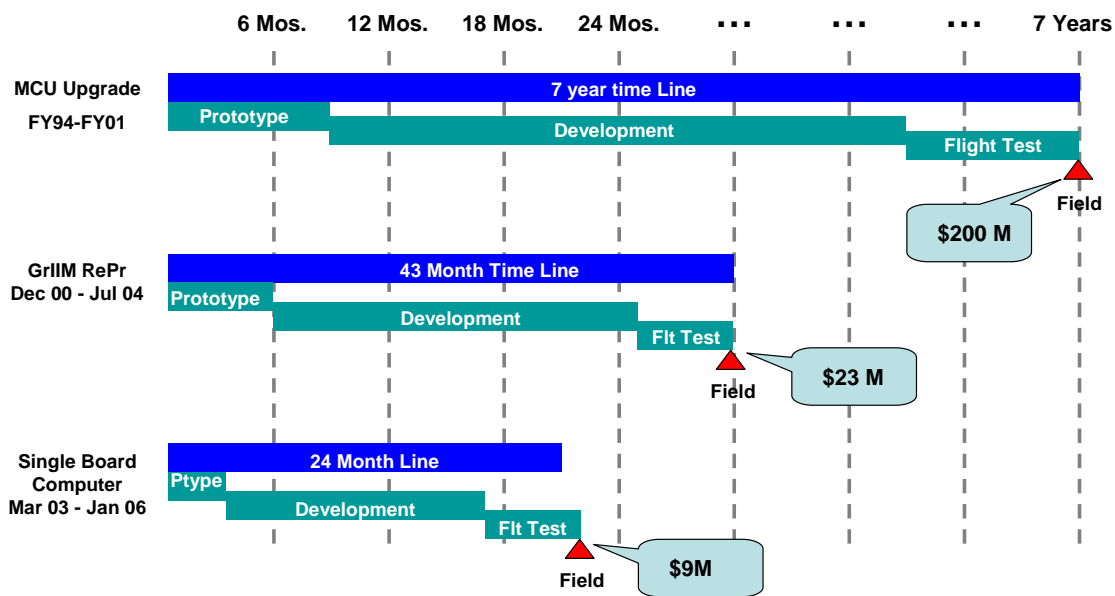 6 Mos. 12 Mos. 18 Mos. 24 Mos. ... ... ... 7 Years
MCU Upgrade
FY94-FY01
7 year time Line
Prototype
Development
Flight Test
Field
$200 M
GrIIM RePr
Dec 00 - Jul 04
43 Month Time Line
Prototype
Development
Flt Test
Field
$23 M
Single Board
Computer
Mar 03 - Jan 06
24 Month Line
Ptype
Development
Flt Test
Field
$9M